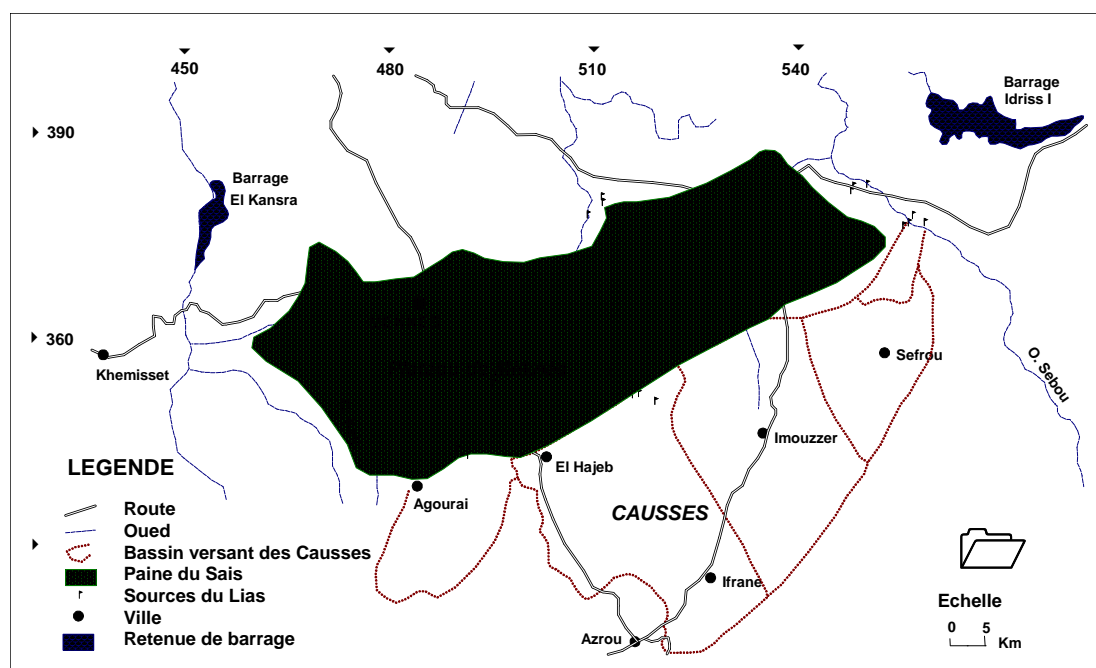 450 480 510 540
Barrage
Idriss I
390
Barrage
El Kansra
360
Khemisset
Sefrou
O. Sebou
Imouzzer
El Hajeb
Agourai
CAUSSES
Ifrane
Azrou
LEGENDE
Route
Oued
Bassin versant des Causses
Paine du Sais
Sources du Lias
Ville
Retenue de barrage
Echelle
0 5
Km